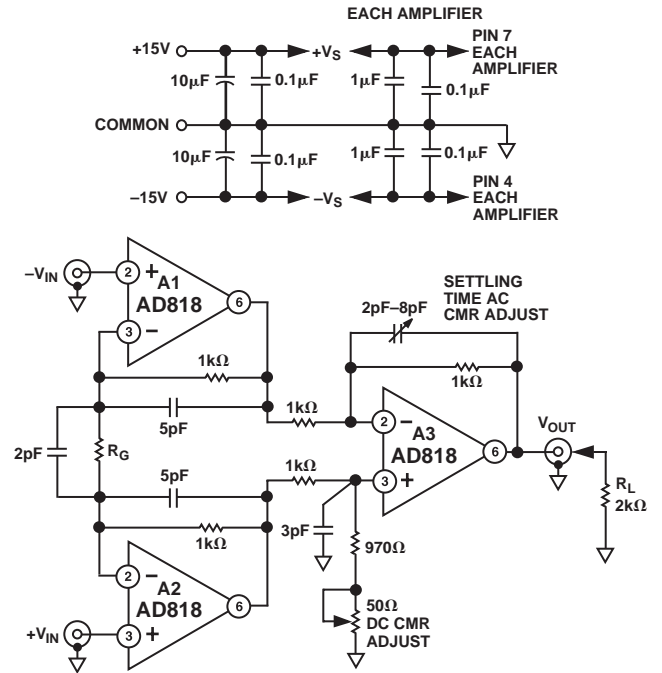 EACH AMPLIFIER
+15V
10μF
0.1μF
+VS
1μF
0.1μF
PIN 7
EACH
AMPLIFIER
COMMON
10μF
0.1μF
1μF
0.1μF
–15V
–VS
PIN 4
EACH
AMPLIFIER
–VIN
2
+
A1
AD818
6
3
–
1kΩ
5pF
2pF
RG
5pF
1kΩ
2
–
A2
AD818
6
+VIN
3
+
SETTLING
TIME AC
CMR ADJUST
2pF–8pF
1kΩ
1kΩ
2
–
A3
AD818
6
1kΩ
3
+
3pF
970Ω
50Ω
DC CMR
ADJUST
VOUT
RL
2kΩ